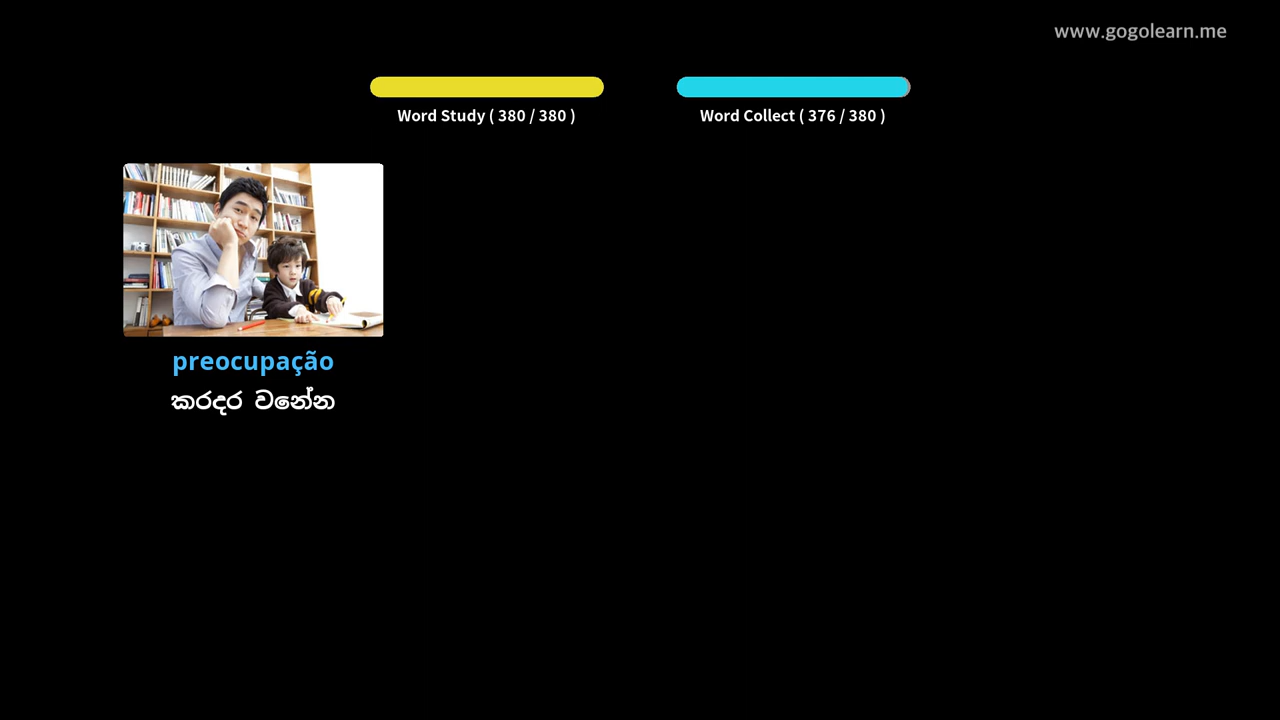 www.gogolearn.me
Word Study ( 380 / 380 )
Word Collect ( 376 / 380 )
preocupação
කරදර වනේන